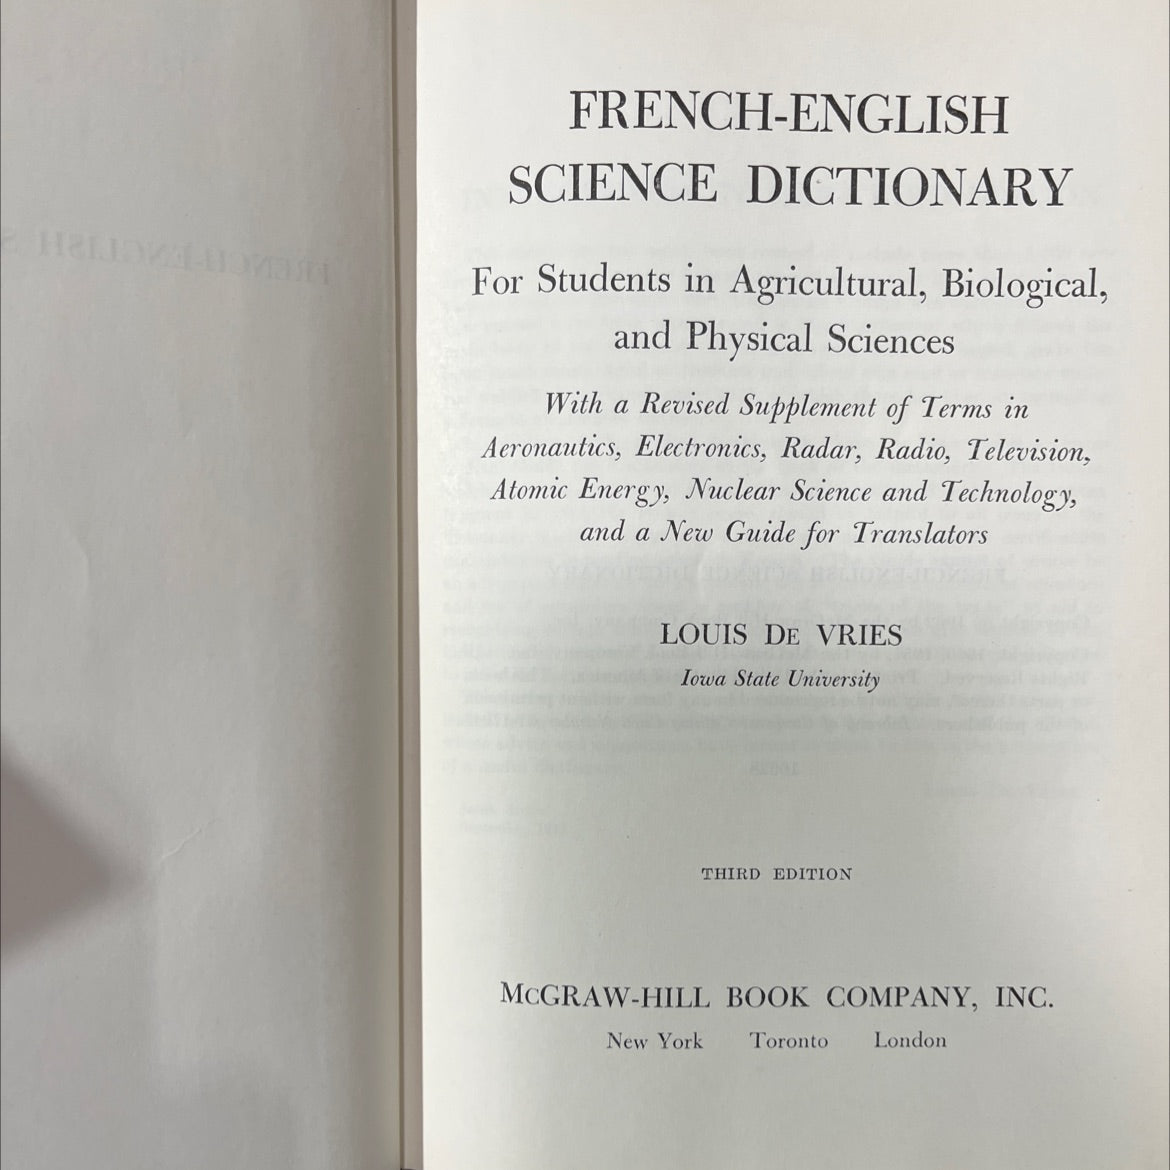 FRENCH-ENGLISH
SCIENCE DICTIONARY
For Students in Agricultural, Biological,
and Physical Sciences
With a Revised Supplement of Terms in
Aeronautics, Electronics, Radar, Radio, Television,
Atomic Energy, Nuclear Science and Technology,
and a New Guide for Translators
LOUIS DE VRIES
Iowa State University
THIRD EDITION
McGRAW-HILL BOOK COMPANY, INC.
New York Toronto London